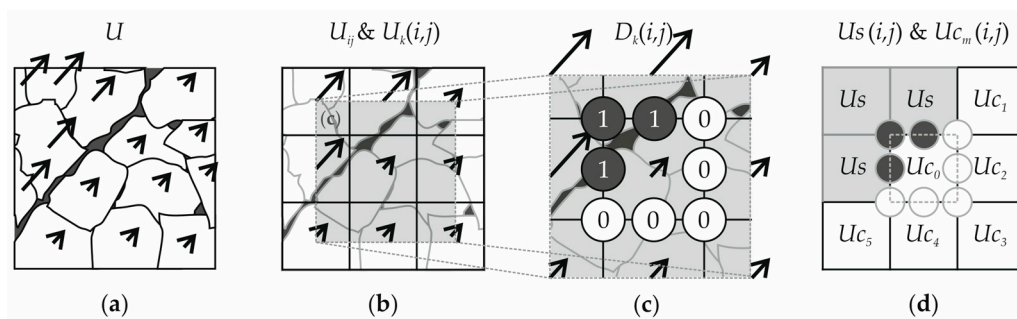 U
U_ij & U_k(i,j)
D_k(i,j)
Us(i,j) & Uc_m(i,j)
(c)
1 1 0
1 0
0 0 0
Us Us Uc_1
Us Uc_0 Uc_2
Uc_5 Uc_4 Uc_3
(a) (b) (c) (d)